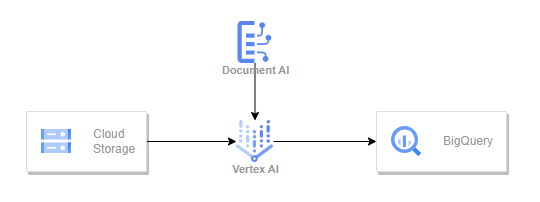 Document AI
Cloud
Storage
Vertex AI
BigQuery